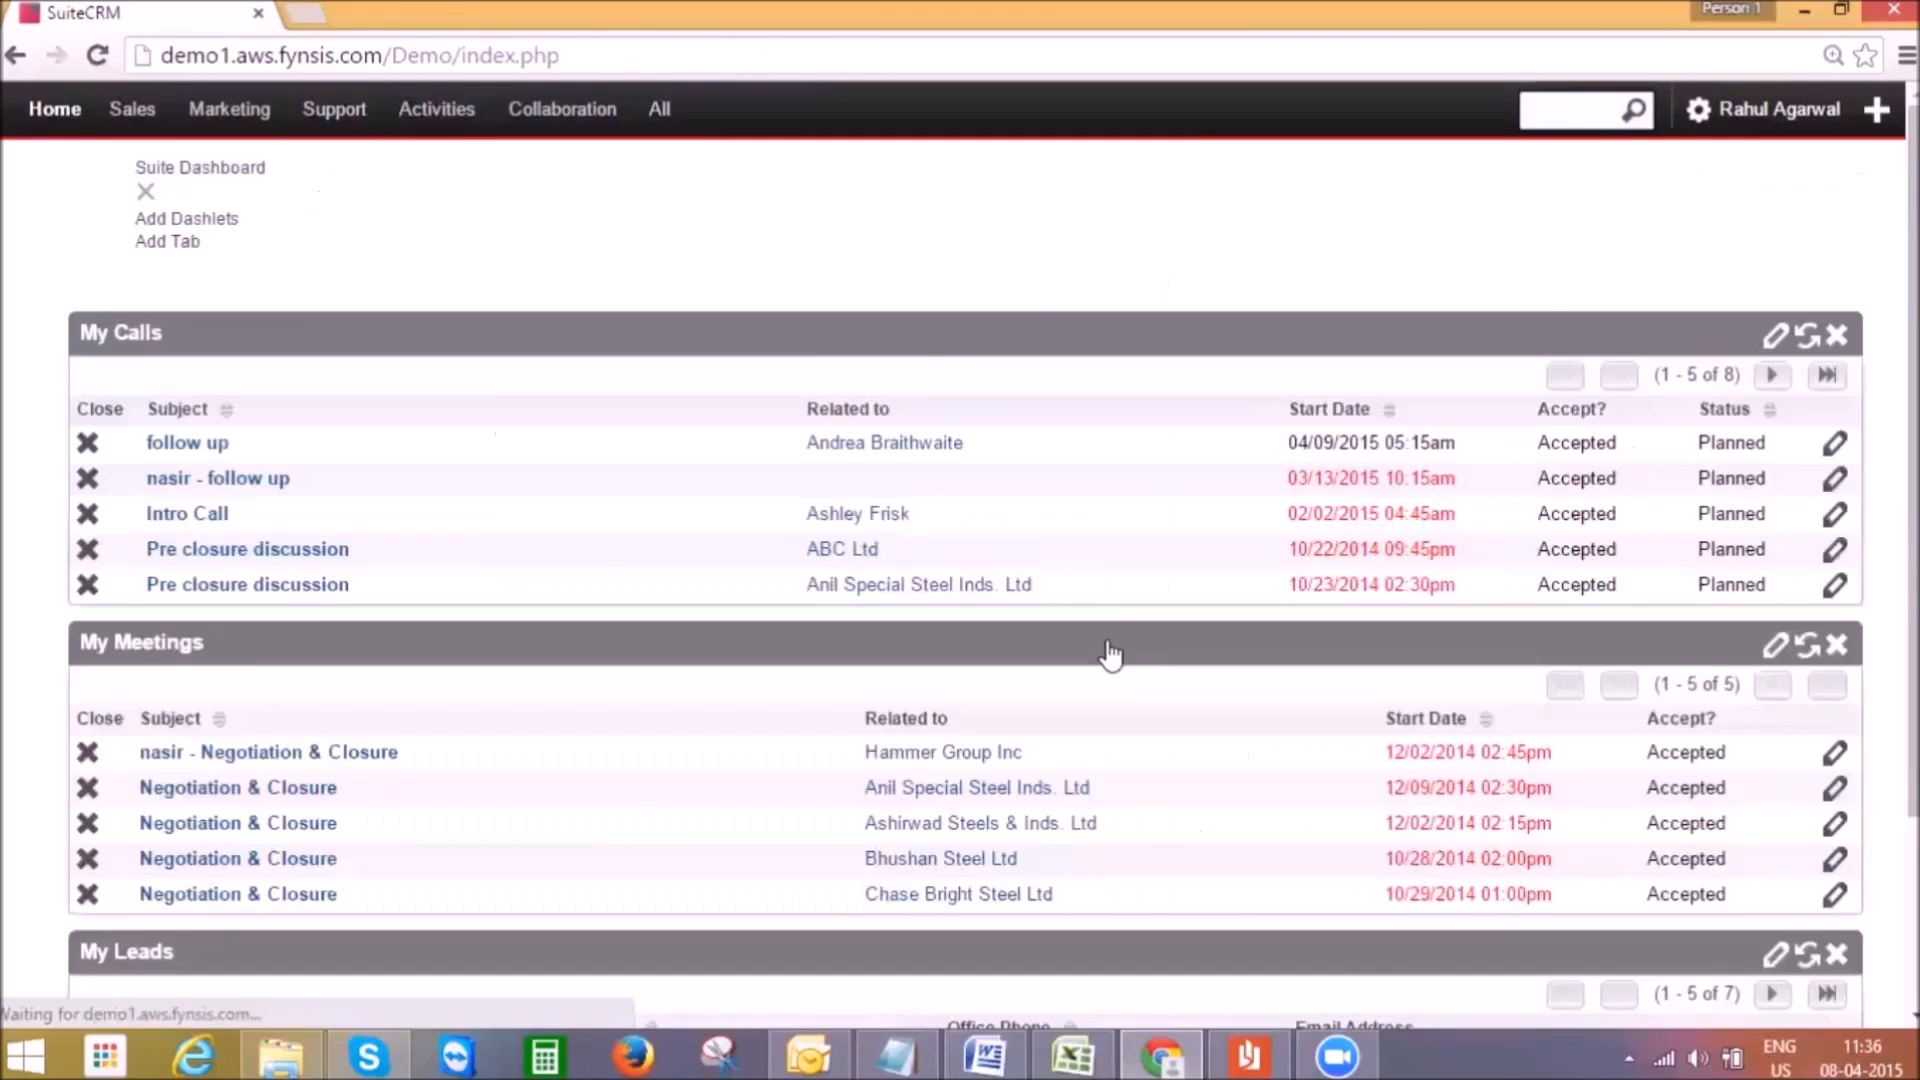 SuiteCRM
Person 1
demo1.aws.fynsis.com/Demo/index.php
Home Sales Marketing Support Activities Collaboration All Rahul Agarwal
Suite Dashboard
Add Dashlets
Add Tab
My Calls
(1 - 5 of 8)
Close Subject Related to Start Date Accept? Status
follow up Andrea Braithwaite 04/09/2015 05:15am Accepted Planned
nasir - follow up 03/13/2015 10:15am Accepted Planned
Intro Call Ashley Frisk 02/02/2015 04:45am Accepted Planned
Pre closure discussion ABC Ltd 10/22/2014 09:45pm Accepted Planned
Pre closure discussion Anil Special Steel Inds. Ltd 10/23/2014 02:30pm Accepted Planned
My Meetings
(1 - 5 of 5)
Close Subject Related to Start Date Accept?
nasir - Negotiation & Closure Hammer Group Inc 12/02/2014 02:45pm Accepted
Negotiation & Closure Anil Special Steel Inds. Ltd 12/09/2014 02:30pm Accepted
Negotiation & Closure Ashirwad Steels & Inds. Ltd 12/02/2014 02:15pm Accepted
Negotiation & Closure Bhushan Steel Ltd 10/28/2014 02:00pm Accepted
Negotiation & Closure Chase Bright Steel Ltd 10/29/2014 01:00pm Accepted
My Leads
(1 - 5 of 7)
Waiting for demo1.aws.fynsis.com...
Office Phone Email Address
ENG 11:36
US 08-04-2015